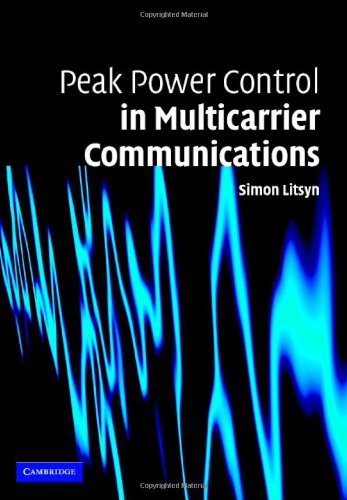 Copyrighted Material
Peak Power Control
in Multicarrier
Communications
Simon Litsyn
CAMBRIDGE